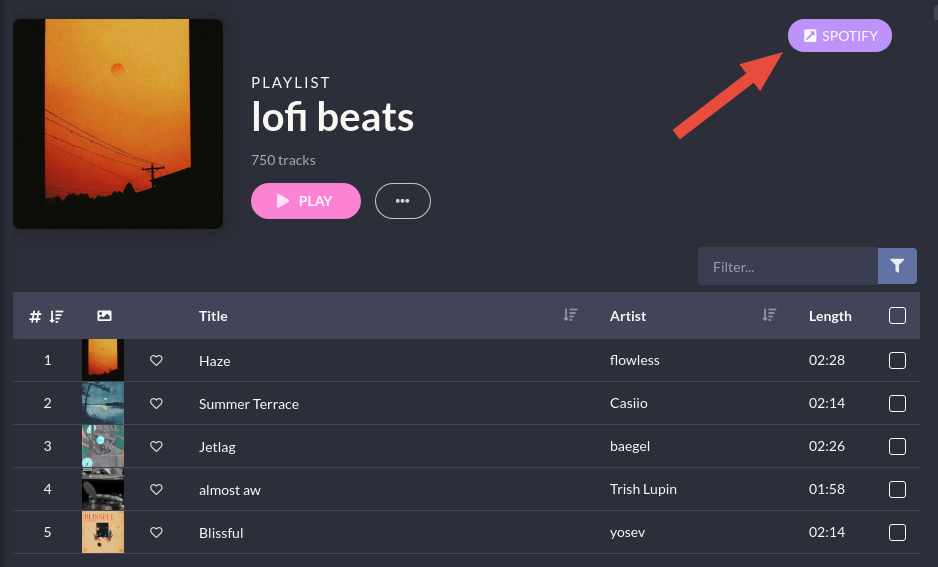 SPOTIFY
PLAYLIST
lofi beats
750 tracks
PLAY
Filter...
# Title Artist Length
1 Haze flowless 02:28
2 Summer Terrace Casiio 02:14
3 Jetlag baegel 02:26
4 almost aw Trish Lupin 01:58
5 Blissful yosev 02:14
BLISSFUL